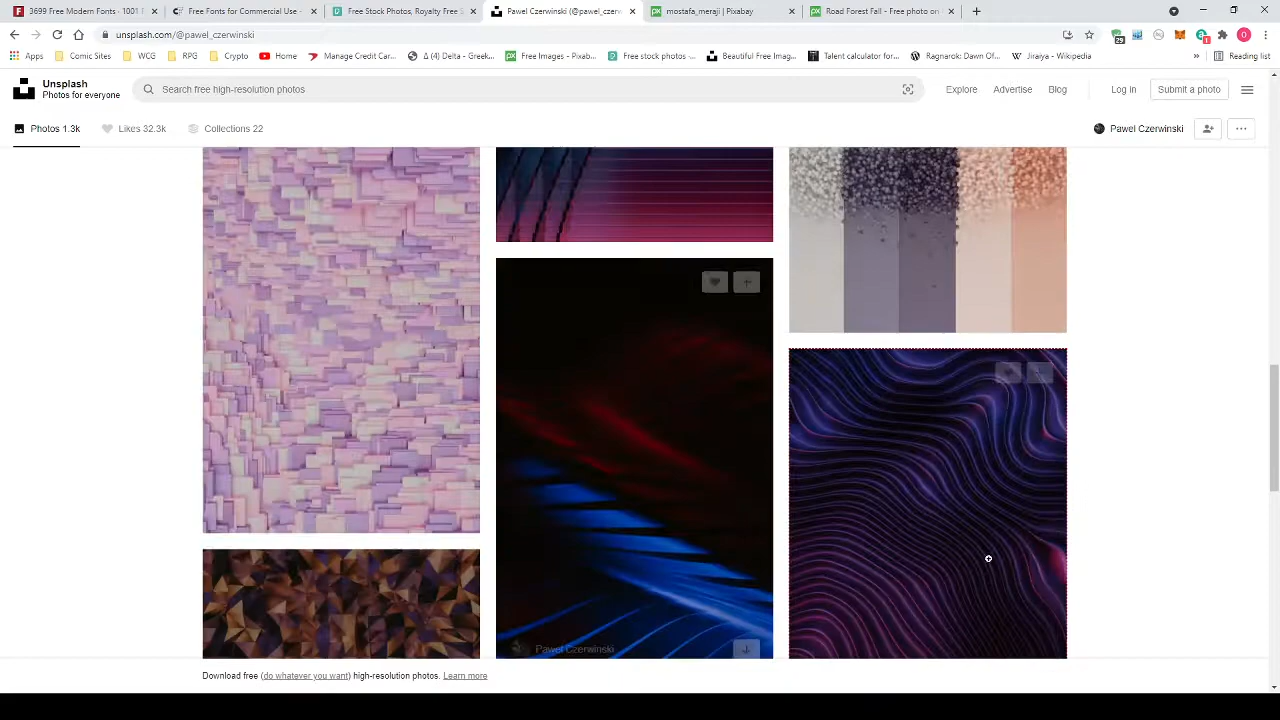 3699 Free Modern Fonts - 1001 F
Free Fonts for Commercial Use -
Free Stock Photos, Royalty Free S
Pawel Czerwinski (@pawel_czerw
mostafa_meraji | Pixabay
Road Forest Fall - Free photo on
unsplash.com/@pawel_czerwinski
Apps
Comic Sites
WCG
RPG
Crypto
Home
Manage Credit Car...
Δ (4) Delta - Greek...
Free Images - Pixab...
Free stock photos -...
Beautiful Free Imag...
Talent calculator for...
Ragnarok: Dawn Of...
Jiraiya - Wikipedia
»
Reading list
Unsplash
Photos for everyone
Search free high-resolution photos
Explore
Advertise
Blog
Log in
Submit a photo
Photos 1.3k
Likes 32.3k
Collections 22
Pawel Czerwinski
Pawel Czerwinski
Download free (do whatever you want) high-resolution photos. Learn more